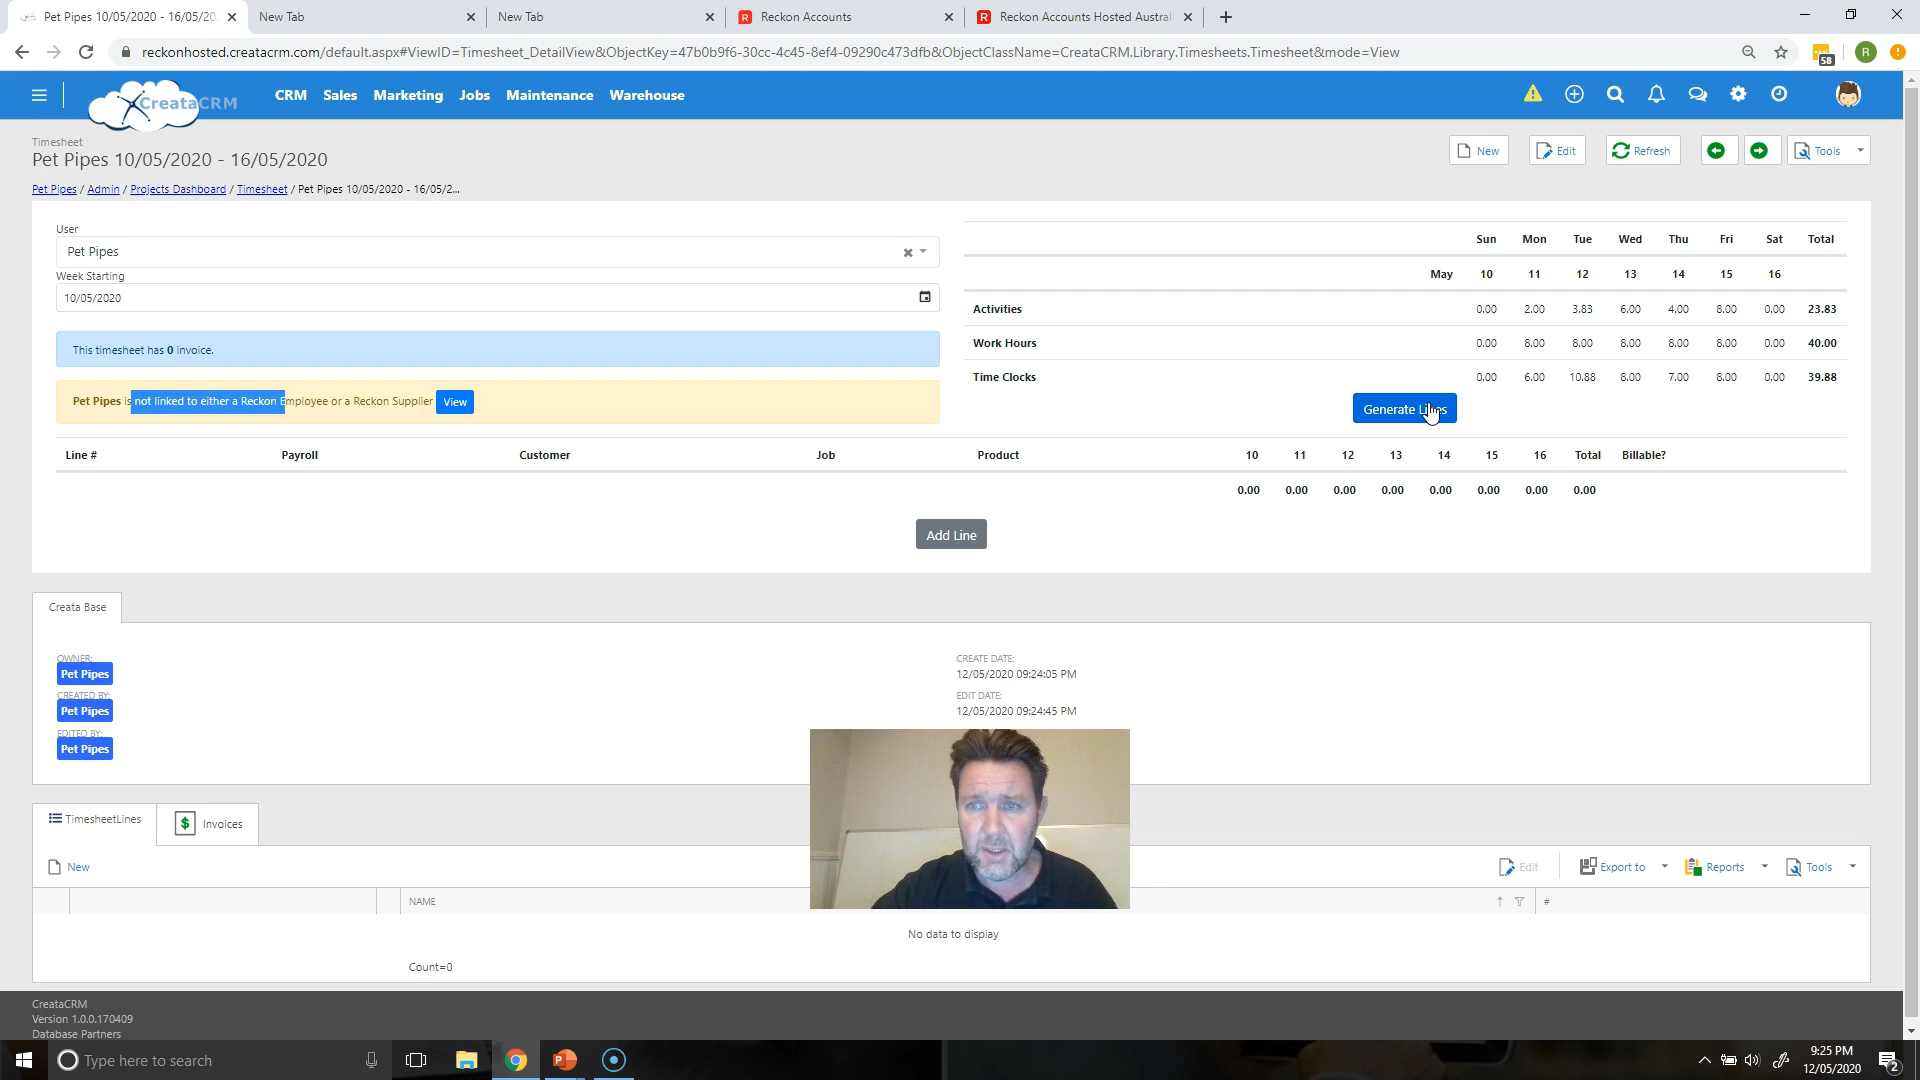 Pet Pipes 10/05/2020 - 16/05/20
New Tab
New Tab
Reckon Accounts
Reckon Accounts Hosted Austral
reckonhosted.creatacrm.com/default.aspx#ViewID=Timesheet_DetailView&ObjectKey=47b0b9f6-30cc-4c45-8ef4-09290c473dfb&ObjectClassName=CreataCRM.Library.Timesheets.Timesheet&mode=View
58
R
CreataCRM
CRM Sales Marketing Jobs Maintenance Warehouse
Timesheet
Pet Pipes 10/05/2020 - 16/05/2020
New Edit Refresh Tools
Pet Pipes / Admin / Projects Dashboard / Timesheet / Pet Pipes 10/05/2020 - 16/05/2...
User
Pet Pipes
Week Starting
10/05/2020
This timesheet has 0 invoice.
Pet Pipes is not linked to either a Reckon Employee or a Reckon Supplier View
Sun Mon Tue Wed Thu Fri Sat Total
May 10 11 12 13 14 15 16
Activities 0.00 2.00 3.83 6.00 4.00 8.00 0.00 23.83
Work Hours 0.00 8.00 8.00 8.00 8.00 8.00 0.00 40.00
Time Clocks 0.00 6.00 10.88 8.00 7.00 8.00 0.00 39.88
Generate Lines
Line # Payroll Customer Job Product 10 11 12 13 14 15 16 Total Billable?
0.00 0.00 0.00 0.00 0.00 0.00 0.00 0.00
Add Line
Creata Base
OWNER:
Pet Pipes
CREATED BY:
Pet Pipes
EDITED BY:
Pet Pipes
CREATE DATE:
12/05/2020 09:24:05 PM
EDIT DATE:
12/05/2020 09:24:45 PM
TimesheetLines
$ Invoices
New
Edit Export to Reports Tools
NAME #
No data to display
Count=0
CreataCRM
Version 1.0.0.170409
Database Partners
Type here to search
9:25 PM
12/05/2020
2